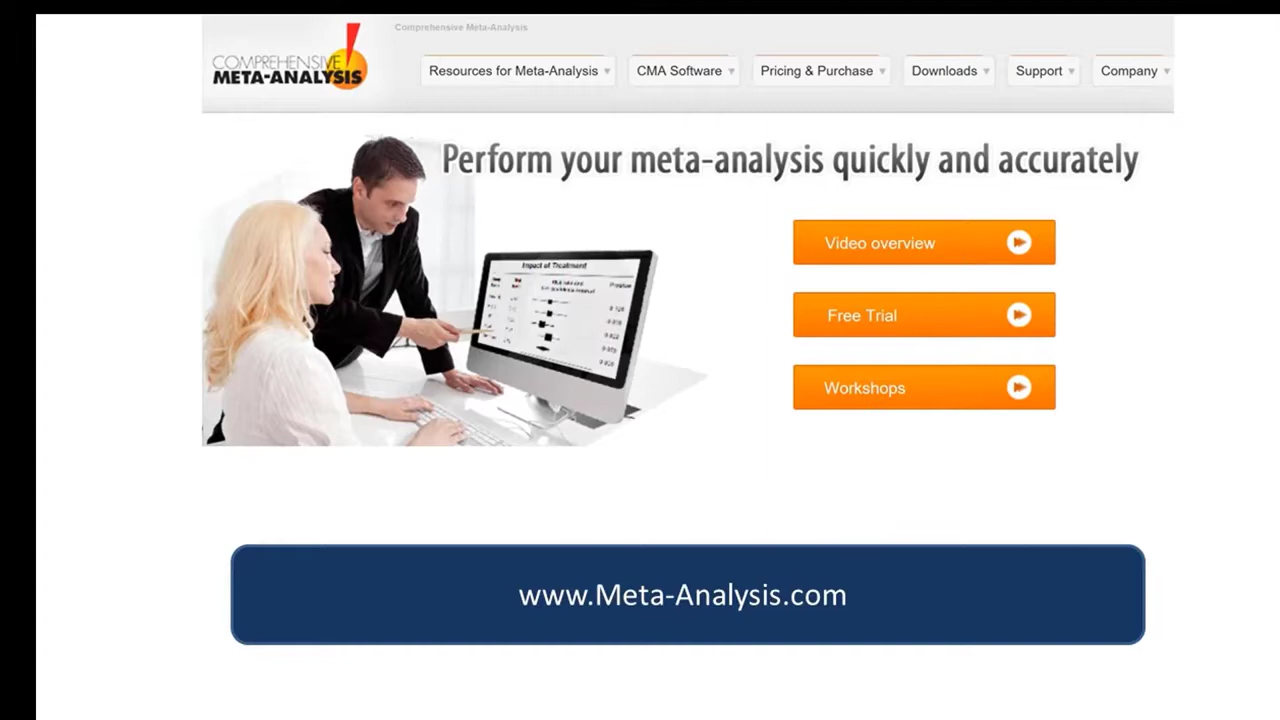 Comprehensive Meta-Analysis
COMPREHENSIVE
META-ANALYSIS
Resources for Meta-Analysis
CMA Software
Pricing & Purchase
Downloads
Support
Company
Perform your meta-analysis quickly and accurately
Video overview
Free Trial
Workshops
Impact of Treatment
www.Meta-Analysis.com